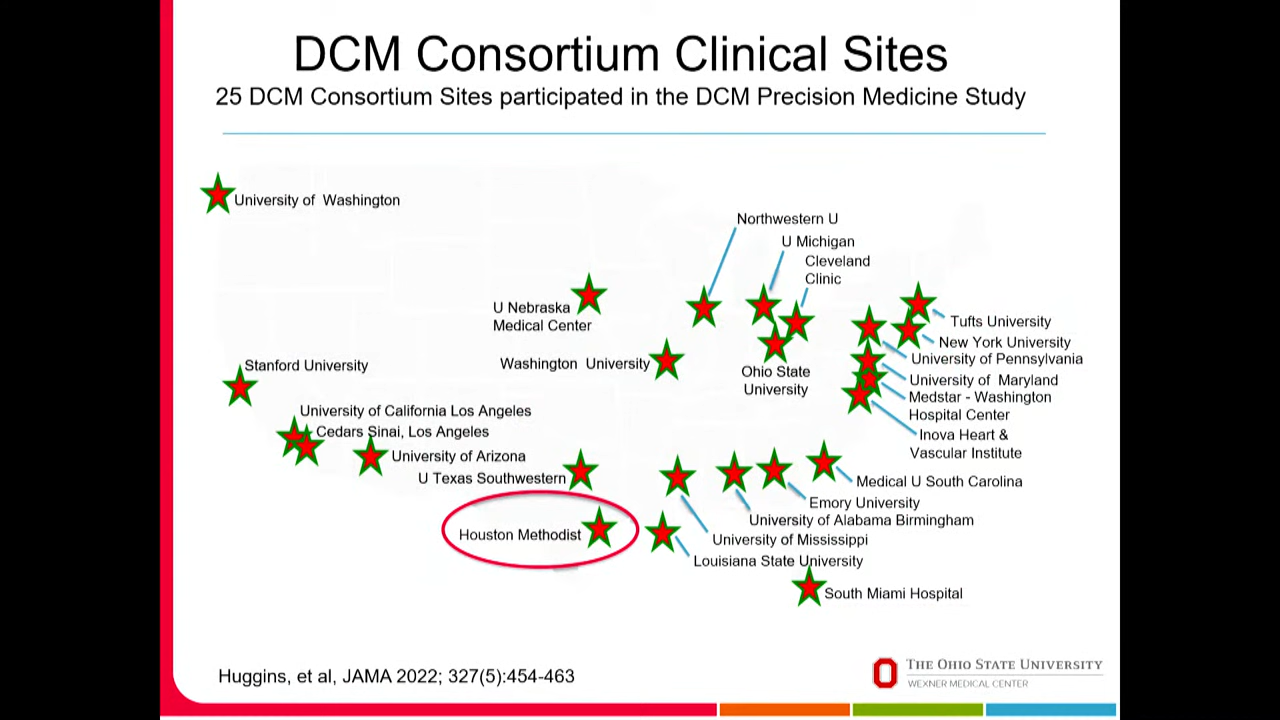 DCM Consortium Clinical Sites
25 DCM Consortium Sites participated in the DCM Precision Medicine Study
University of Washington
Northwestern U
U Michigan
Cleveland
Clinic
U Nebraska
Medical Center
Washington University
Ohio State
University
Tufts University
New York University
University of Pennsylvania
University of Maryland
Medstar - Washington
Hospital Center
Inova Heart &
Vascular Institute
Stanford University
University of California Los Angeles
Cedars Sinai, Los Angeles
University of Arizona
U Texas Southwestern
Houston Methodist
Medical U South Carolina
Emory University
University of Alabama Birmingham
University of Mississippi
Louisiana State University
South Miami Hospital
Huggins, et al, JAMA 2022; 327(5):454-463
THE OHIO STATE UNIVERSITY
WEXNER MEDICAL CENTER